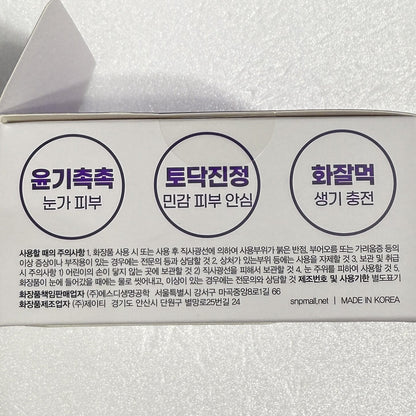 윤기촉촉
눈가 피부
토닥진정
민감 피부 안심
화잘먹
생기 충전
사용할 때의 주의사항 1. 화장품 사용 시 또는 사용 후 직사광선에 의하여 사용부위가 붉은 반점, 부어오름 또는 가려움증 등의
이상 증상이나 부작용이 있는 경우에는 전문의 등과 상담할 것 2. 상처가 있는 부위 등에는 사용을 자제할 것 3. 보관 및 취급
시 주의사항 1) 어린이의 손이 닿지 않는 곳에 보관할 것 2) 직사광선을 피해서 보관할 것 4. 눈 주위를 피하여 사용할 것 5.
화장품이 눈에 들어갔을 때에는 물로 씻어내고, 이상이 있는 경우에는 전문의와 상담할 것 제조번호 및 사용기한 별도표기
화장품책임판매업자 (주)에스디생명공학 서울특별시 강서구 마곡중앙8로1길 66
화장품제조업자 (주)제이티 경기도 안산시 단원구 별망로25번길 24
snpmall.net | MADE IN KOREA